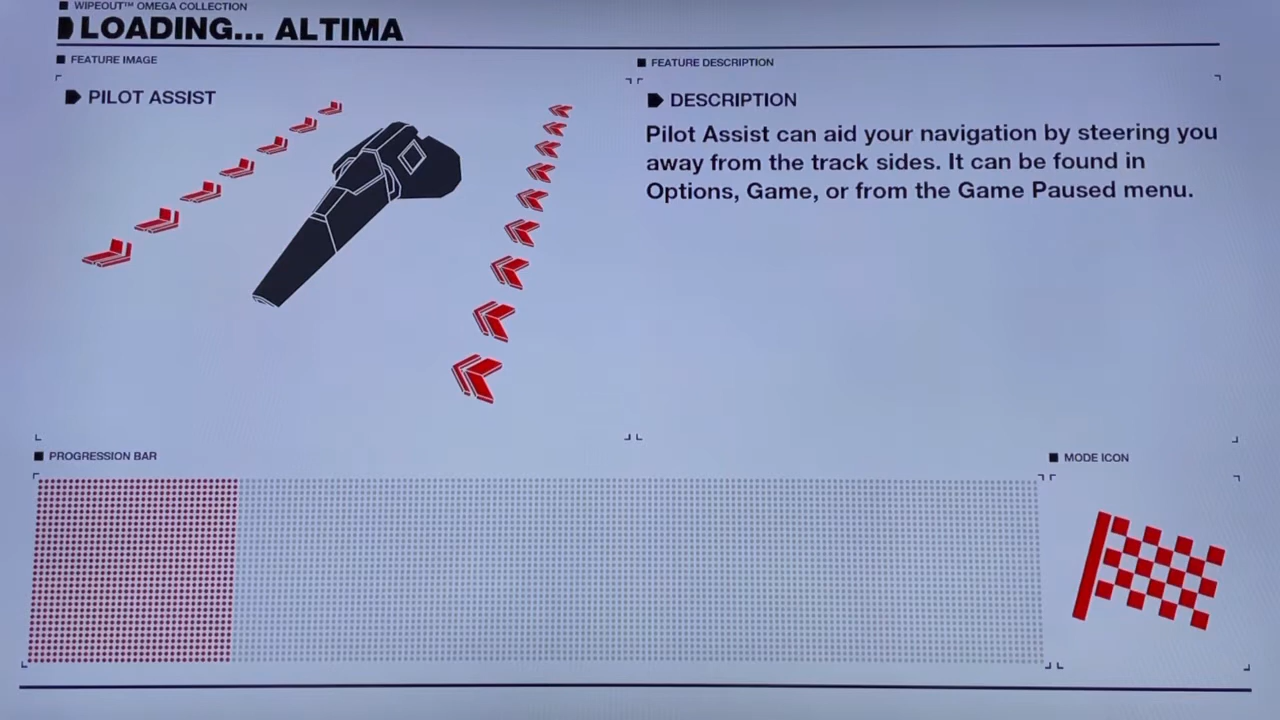 WIPEOUT™ OMEGA COLLECTION
LOADING... ALTIMA
FEATURE IMAGE
PILOT ASSIST
FEATURE DESCRIPTION
DESCRIPTION
Pilot Assist can aid your navigation by steering you
away from the track sides. It can be found in
Options, Game, or from the Game Paused menu.
PROGRESSION BAR
MODE ICON